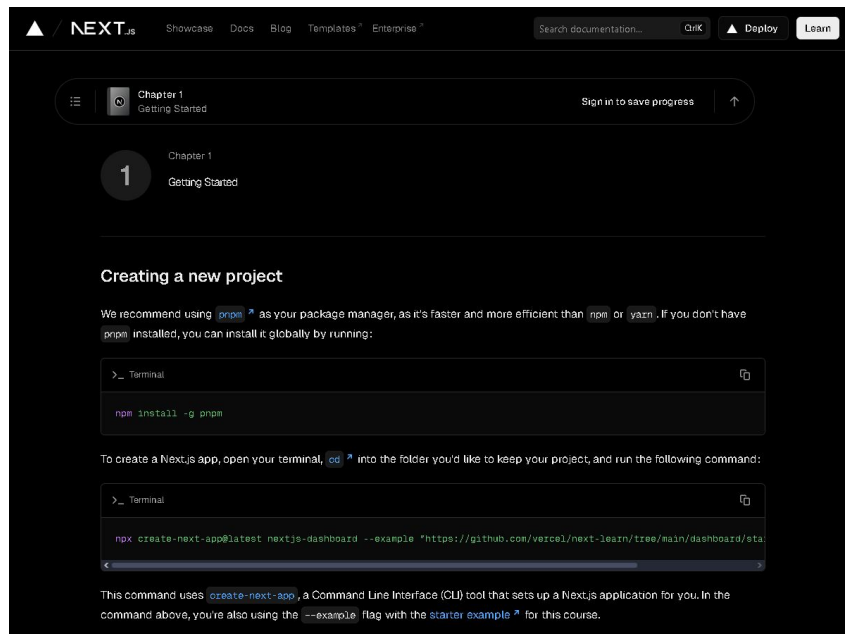 NEXT.JS Showcase Docs Blog Templates Enterprise Search documentation... CtrlK Deploy Learn
Chapter 1
Getting Started
Sign in to save progress
1
Chapter 1
Getting Started
Creating a new project
We recommend using pnpm as your package manager, as it's faster and more efficient than npm or yarn. If you don't have
pnpm installed, you can install it globally by running:
>_ Terminal
npm install -g pnpm
To create a Next.js app, open your terminal, cd into the folder you'd like to keep your project, and run the following command:
>_ Terminal
npx create-next-app@latest nextjs-dashboard --example "https://github.com/vercel/next-learn/tree/main/dashboard/sta
This command uses create-next-app, a Command Line Interface (CLI) tool that sets up a Next.js application for you. In the
command above, you're also using the --example flag with the starter example for this course.